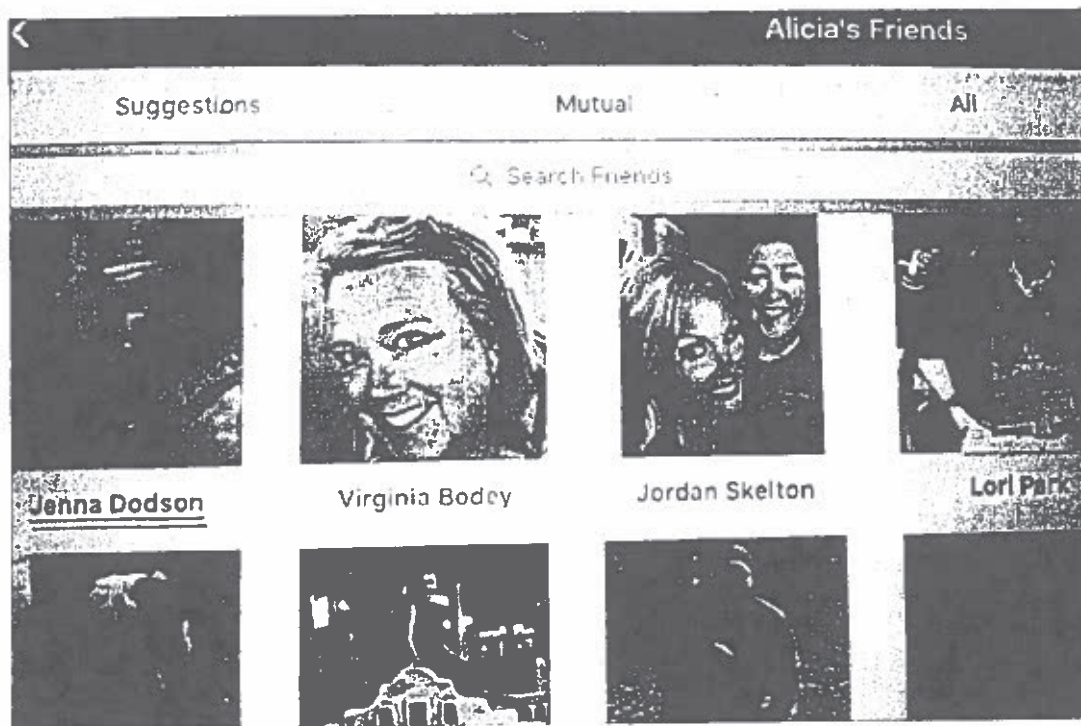 Alicia's Friends
Suggestions Mutual All
Search Friends
Jenna Dodson Virginia Bodey Jordan Skelton Lori Park